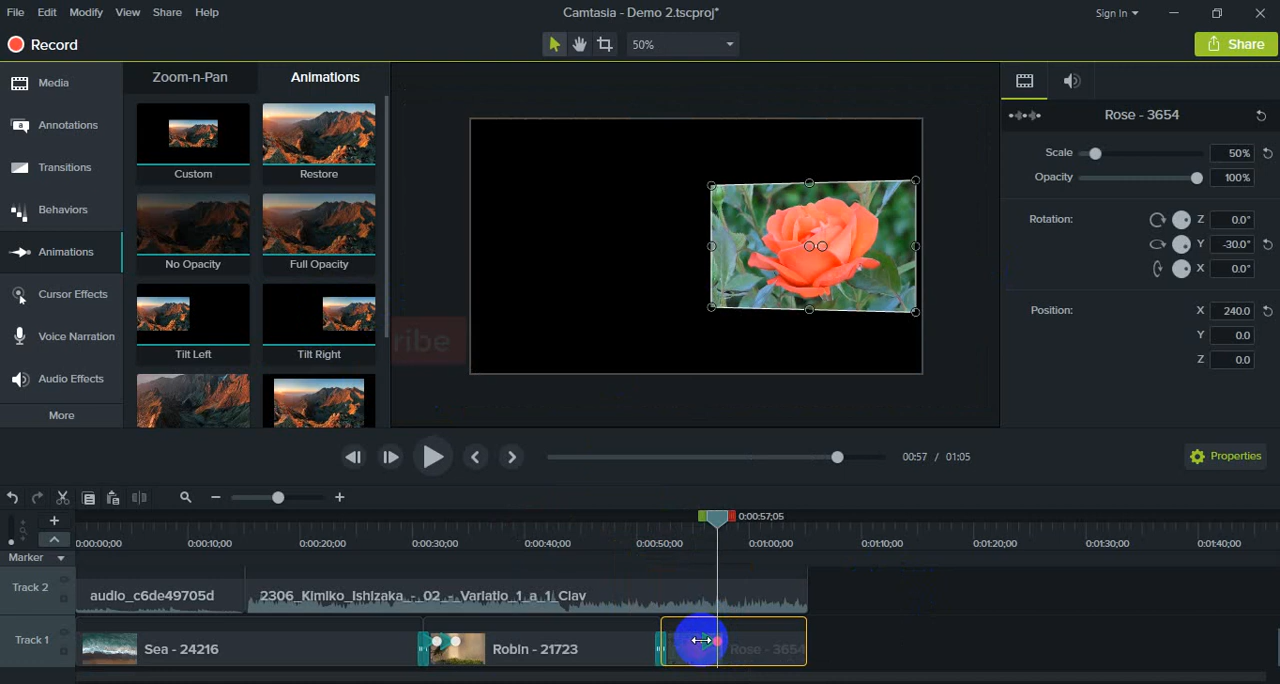 File Edit Modify View Share Help
Camtasia - Demo 2.tscproj*
Sign In
Record
50%
Share
Media
Annotations
Transitions
Behaviors
Animations
Cursor Effects
Voice Narration
Audio Effects
More
Zoom-n-Pan Animations
Custom Restore
No Opacity Full Opacity
Tilt Left Tilt Right
ribe
Rose - 3654
Scale 50%
Opacity 100%
Rotation: Z 0.0°
Y -30.0°
X 0.0°
Position: X 240.0
Y 0.0
Z 0.0
00:57 / 01:05
Properties
0:00:57;05
0:00:00;00 0:00:10;00 0:00:20;00 0:00:30;00 0:00:40;00 0:00:50;00 0:01:00;00 0:01:10;00 0:01:20;00 0:01:30;00 0:01:40;00
Marker
Track 2
audio_c6de49705d
2306_Kimiko_Ishizaka_-_02_-_Variatio_1_a_1_Clav
Track 1
Sea - 24216
Robin - 21723
Rose - 3654